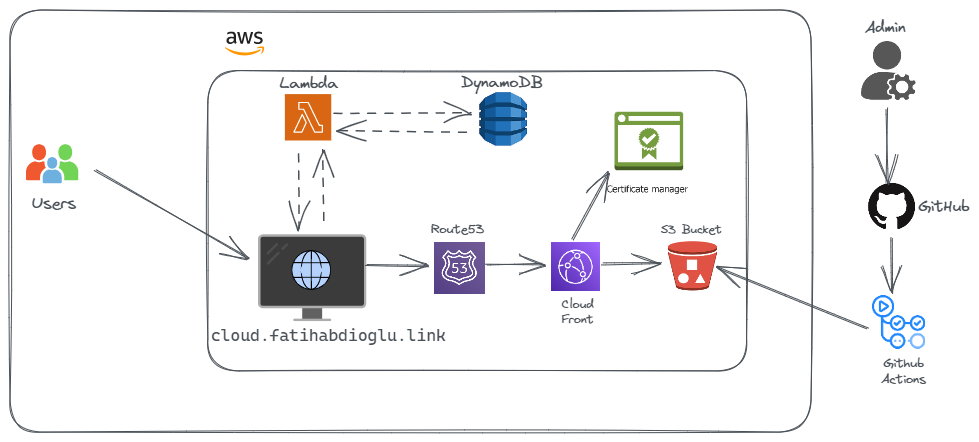 aws
Admin
Lambda
DynamoDB
Certificate manager
Users
GitHub
Route53
53
S3 Bucket
Cloud
Front
cloud.fatihabdioglu.link
Github
Actions